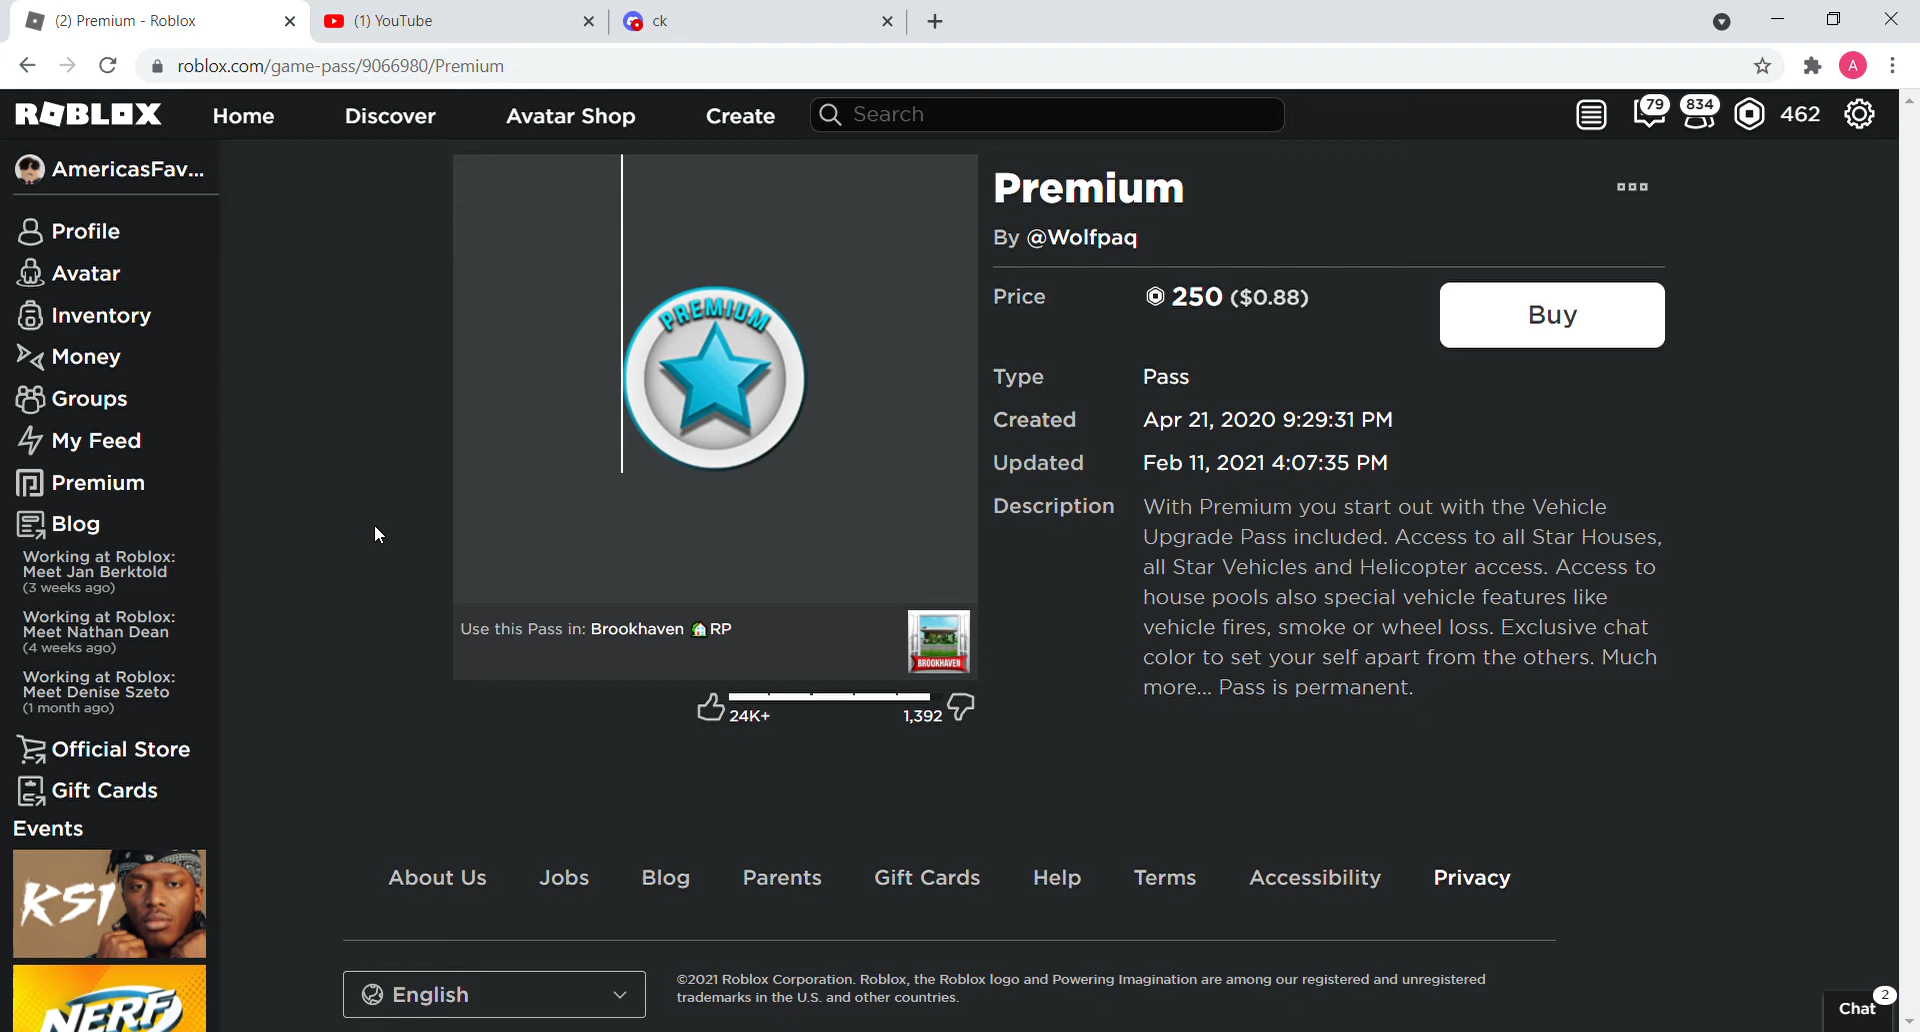 (2) Premium - Roblox
(1) YouTube
ck
A
roblox.com/game-pass/9066980/Premium
ROBLOX
Home
Discover
Avatar Shop
Create
Search
79
834
462
AmericasFav...
Profile
Avatar
Inventory
Money
Groups
My Feed
Premium
Blog
Working at Roblox:
Meet Jan Berktold
(3 weeks ago)
Working at Roblox:
Meet Nathan Dean
(4 weeks ago)
Working at Roblox:
Meet Denise Szeto
(1 month ago)
Official Store
Gift Cards
Events
KSI
NERF
PREMIUM
Use this Pass in: Brookhaven 🏡RP
BROOKHAVEN
24K+
1,392
Premium
By @Wolfpaq
Price
250 ($0.88)
Buy
Type
Pass
Created
Apr 21, 2020 9:29:31 PM
Updated
Feb 11, 2021 4:07:35 PM
Description
With Premium you start out with the Vehicle
Upgrade Pass included. Access to all Star Houses,
all Star Vehicles and Helicopter access. Access to
house pools also special vehicle features like
vehicle fires, smoke or wheel loss. Exclusive chat
color to set your self apart from the others. Much
more... Pass is permanent.
About Us
Jobs
Blog
Parents
Gift Cards
Help
Terms
Accessibility
Privacy
English
©2021 Roblox Corporation. Roblox, the Roblox logo and Powering Imagination are among our registered and unregistered
trademarks in the U.S. and other countries.
Chat
2